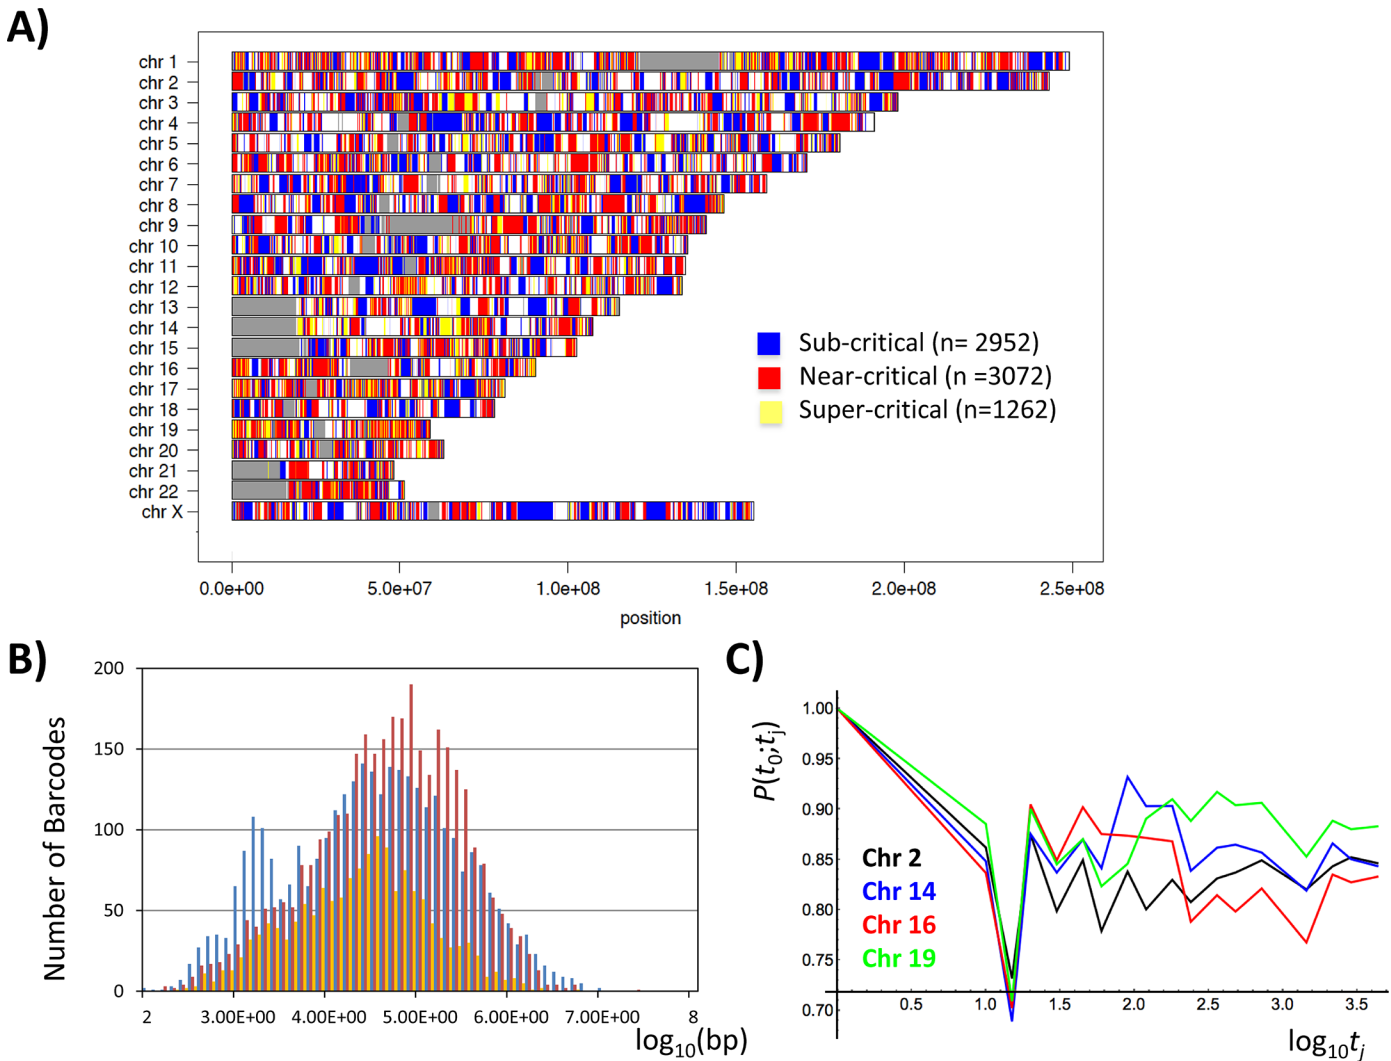 A)
chr 1
chr 2
chr 3
chr 4
chr 5
chr 6
chr 7
chr 8
chr 9
chr 10
chr 11
chr 12
chr 13
chr 14
chr 15
chr 16
chr 17
chr 18
chr 19
chr 20
chr 21
chr 22
chr X
Sub-critical (n= 2952)
Near-critical (n =3072)
Super-critical (n=1262)
0.0e+00 5.0e+07 1.0e+08 1.5e+08 2.0e+08 2.5e+08
position
B)
Number of Barcodes
200
150
100
50
0
2 3.00E+00 4.00E+00 5.00E+00 6.00E+00 7.00E+00 8
log10(bp)
C)
P(t0;tj)
1.00
0.95
0.90
0.85
0.80
0.75
0.70
Chr 2
Chr 14
Chr 16
Chr 19
0.5 1.0 1.5 2.0 2.5 3.0 3.5
log10tj